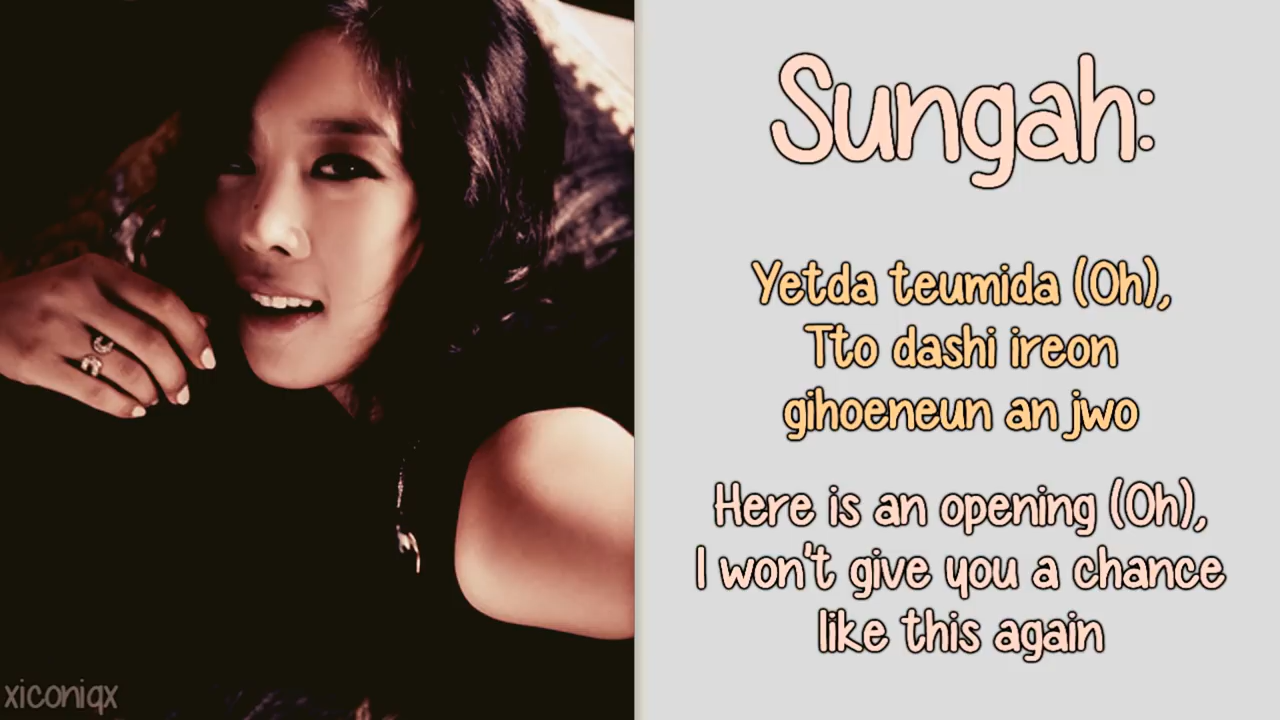 Sungah:
Yetda teumida (Oh),
Tto dashi ireon
gihoeneun an jwo
Here is an opening (Oh),
I won't give you a chance
like this again
xiconiqx